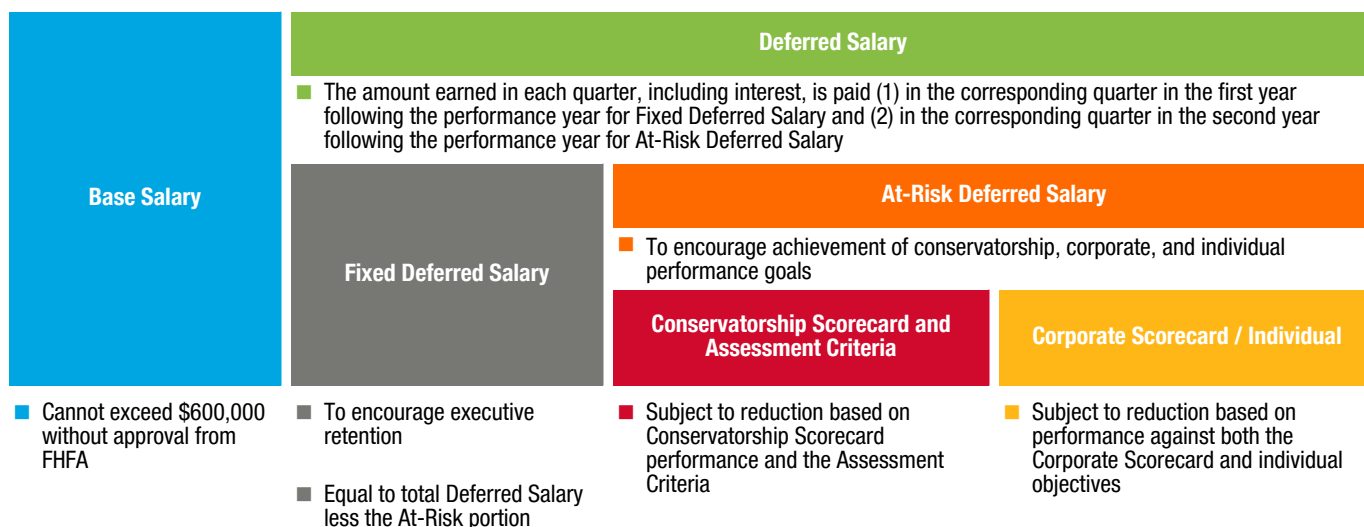 Deferred Salary
The amount earned in each quarter, including interest, is paid (1) in the corresponding quarter in the first year
following the performance year for Fixed Deferred Salary and (2) in the corresponding quarter in the second year
following the performance year for At-Risk Deferred Salary
Base Salary
At-Risk Deferred Salary
To encourage achievement of conservatorship, corporate, and individual
performance goals
Fixed Deferred Salary
Conservatorship Scorecard and
Assessment Criteria
Corporate Scorecard / Individual
Cannot exceed $600,000
without approval from
FHFA
To encourage executive
retention
Equal to total Deferred Salary
less the At-Risk portion
Subject to reduction based on
Conservatorship Scorecard
performance and the Assessment
Criteria
Subject to reduction based on
performance against both the
Corporate Scorecard and individual
objectives